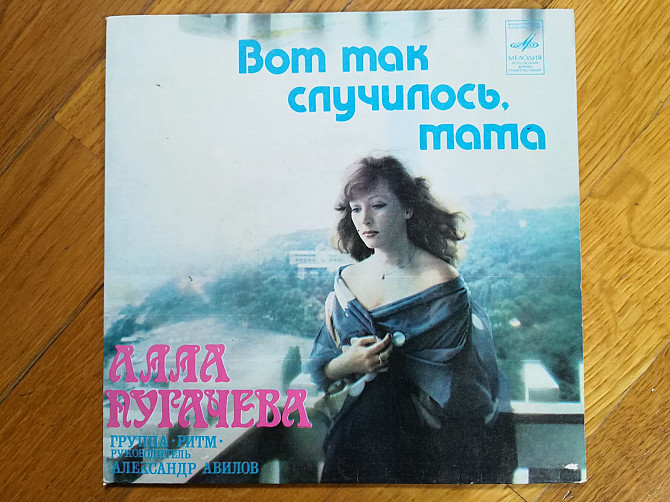 Вот так
случилось,
мама
МЕЛОДИЯ
АЛЛА
ПУГАЧЕВА
ГРУППА ·РИТМ·
РУКОВОДИТЕЛЬ
АЛЕКСАНДР АВИЛОВ